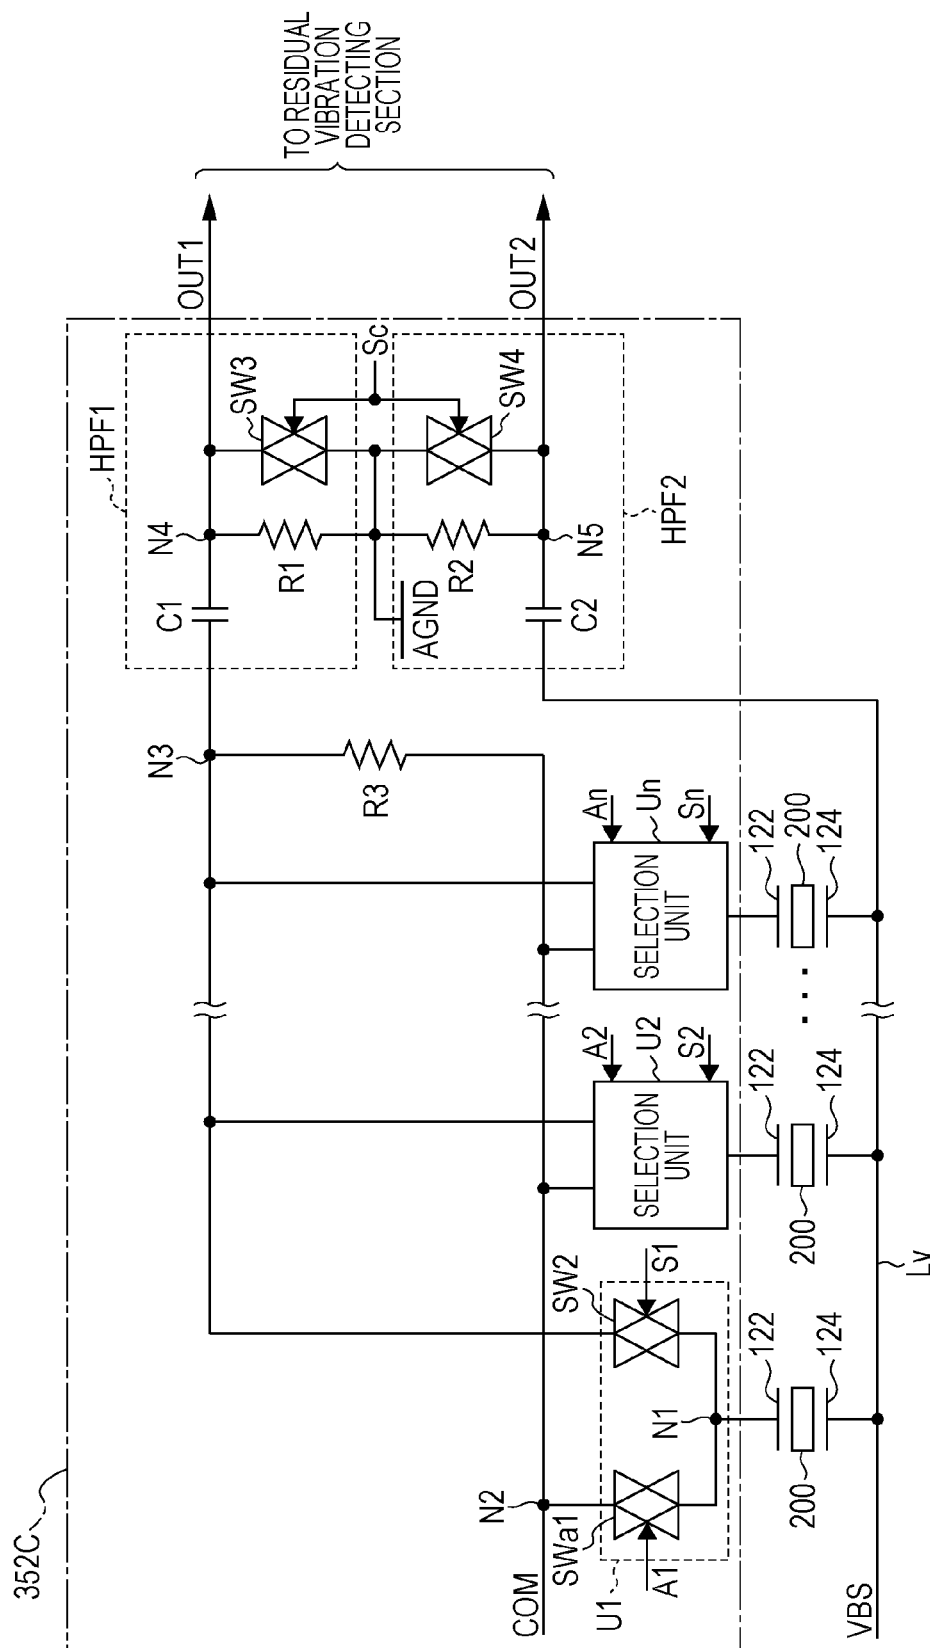 352C
HPF1
N3
C1
N4
SW3
OUT1
TO RESIDUAL
VIBRATION
DETECTING
SECTION
R1
Sc
R3
AGND
R2
SW4
C2
N5
OUT2
HPF2
COM
N2
U1
SWa1
A1
N1
SW2
S1
SELECTION
UNIT
A2
U2
S2
SELECTION
UNIT
An
Un
Sn
200
122
124
200
122
124
. . .
122
200
124
VBS
LV